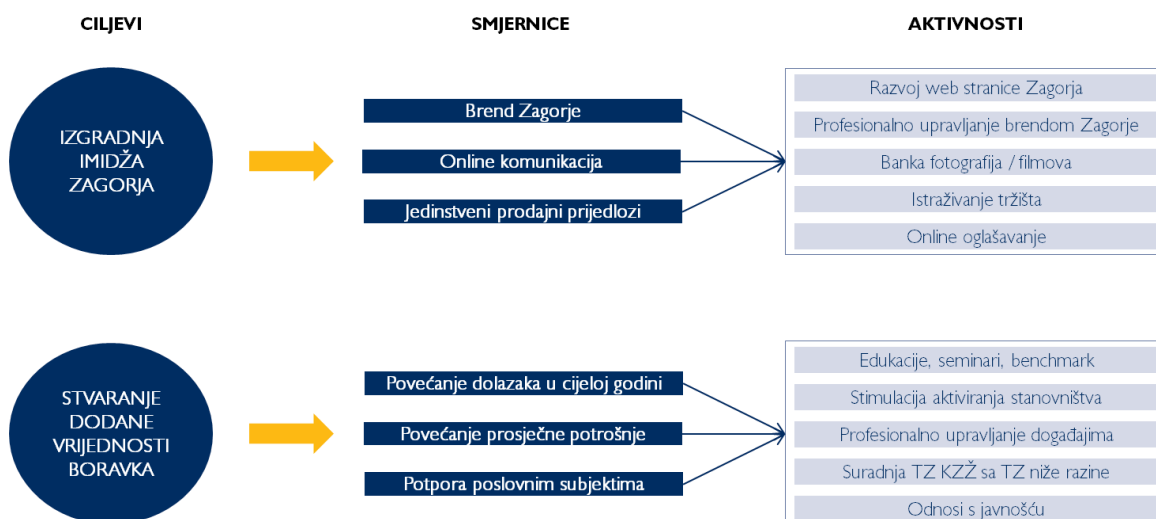 CILJEVI
SMJERNICE
AKTIVNOSTI
IZGRADNJA
IMIDŽA
ZAGORJA
Brend Zagorje
Online komunikacija
Jedinstveni prodajni prijedlozi
Razvoj web stranice Zagorja
Profesionalno upravljanje brendom Zagorje
Banka fotografija / filmova
Istraživanje tržišta
Online oglašavanje
STVARANJE
DODANE
VRIJEDNOSTI
BORAVKA
Povećanje dolazaka u cijeloj godini
Povećanje prosječne potrošnje
Potpora poslovnim subjektima
Edukacije, seminari, benchmark
Stimulacija aktiviranja stanovništva
Profesionalno upravljanje događajima
Suradnja TZ KZŽ sa TZ niže razine
Odnosi s javnošću